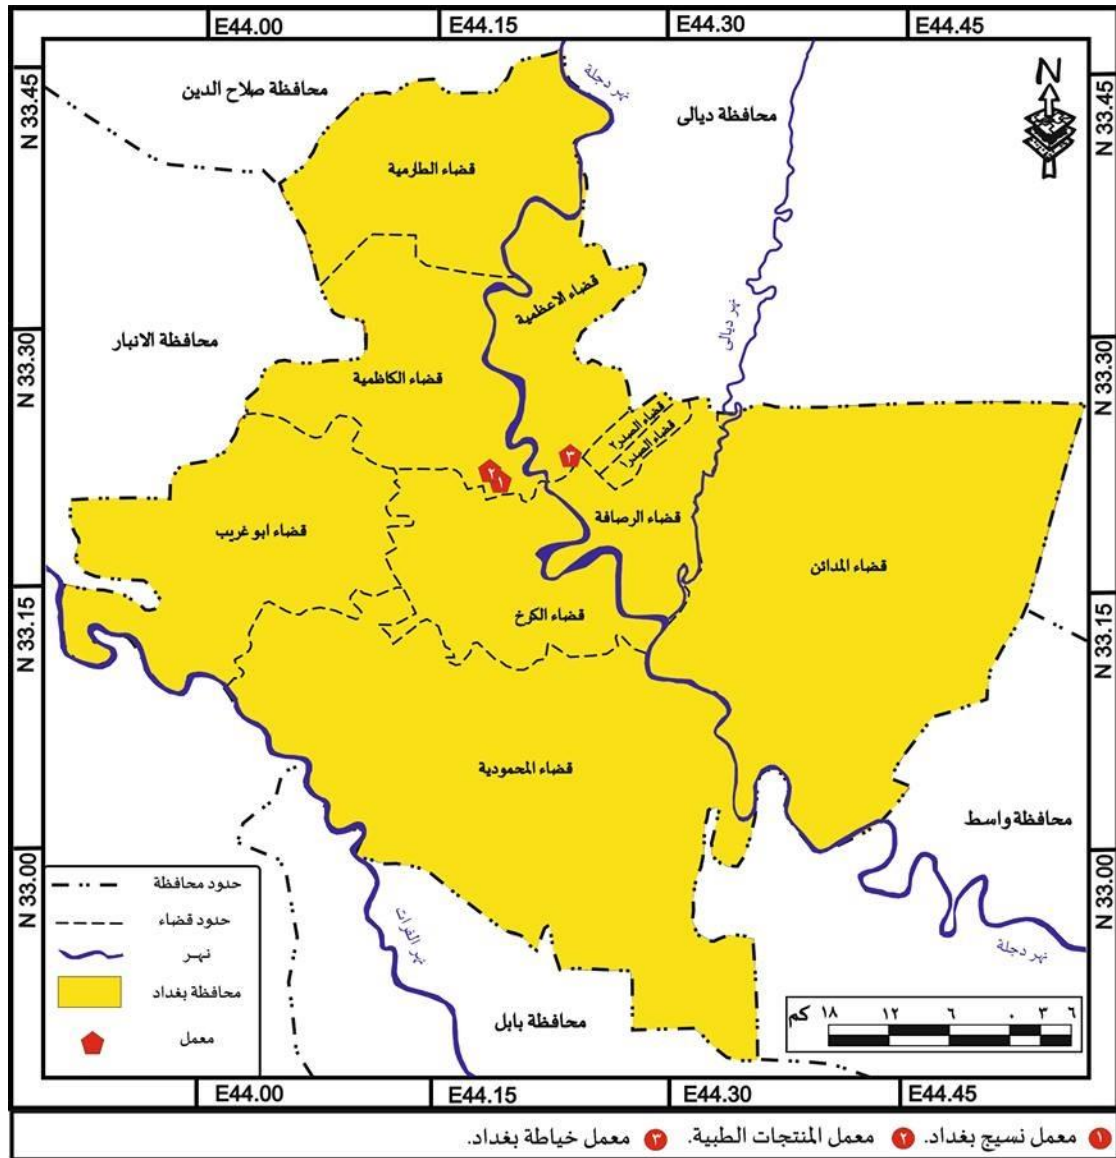 E44.00 E44.15 E44.30 E44.45
N 33.45
N 33.45
N
محافظة صلاح الدين
نهر دجلة
محافظة ديالى
قضاء الطارمية
قضاء الاعظمية
نهر ديالى
N 33.30
N 33.30
محافظة الانبار
قضاء الكاظمية
قضاء الصدر٢
قضاء الصدر١
٣
٢
١
قضاء ابو غريب
قضاء الرصافة
قضاء المدائن
N 33.15
N 33.15
قضاء الكرخ
قضاء المحمودية
محافظة واسط
N 33.00
N 33.00
نهر الفرات
نهر دجلة
محافظة بابل
حدود محافظة
حدود قضاء
نهر
محافظة بغداد
معمل
٦ ٣ ٠ ٦ ١٢ ١٨ كم
E44.00 E44.15 E44.30 E44.45
١ معمل نسيج بغداد. ٢ معمل المنتجات الطبية. ٣ معمل خياطة بغداد.